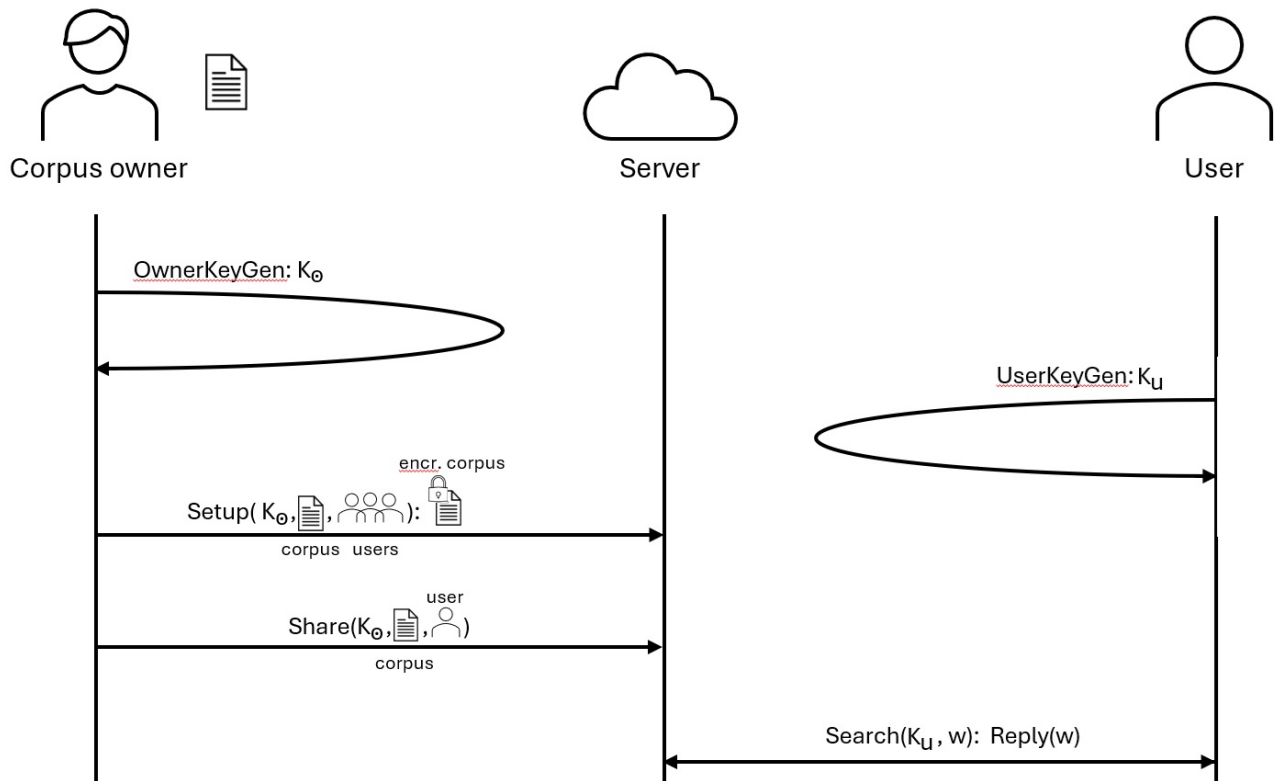 Corpus owner
Server
User
OwnerKeyGen: Kₒ
UserKeyGen: Kᵤ
encr. corpus
Setup( Kₒ, , ):
corpus users
user
Share(Kₒ, , )
corpus
Search(Kᵤ, w): Reply(w)